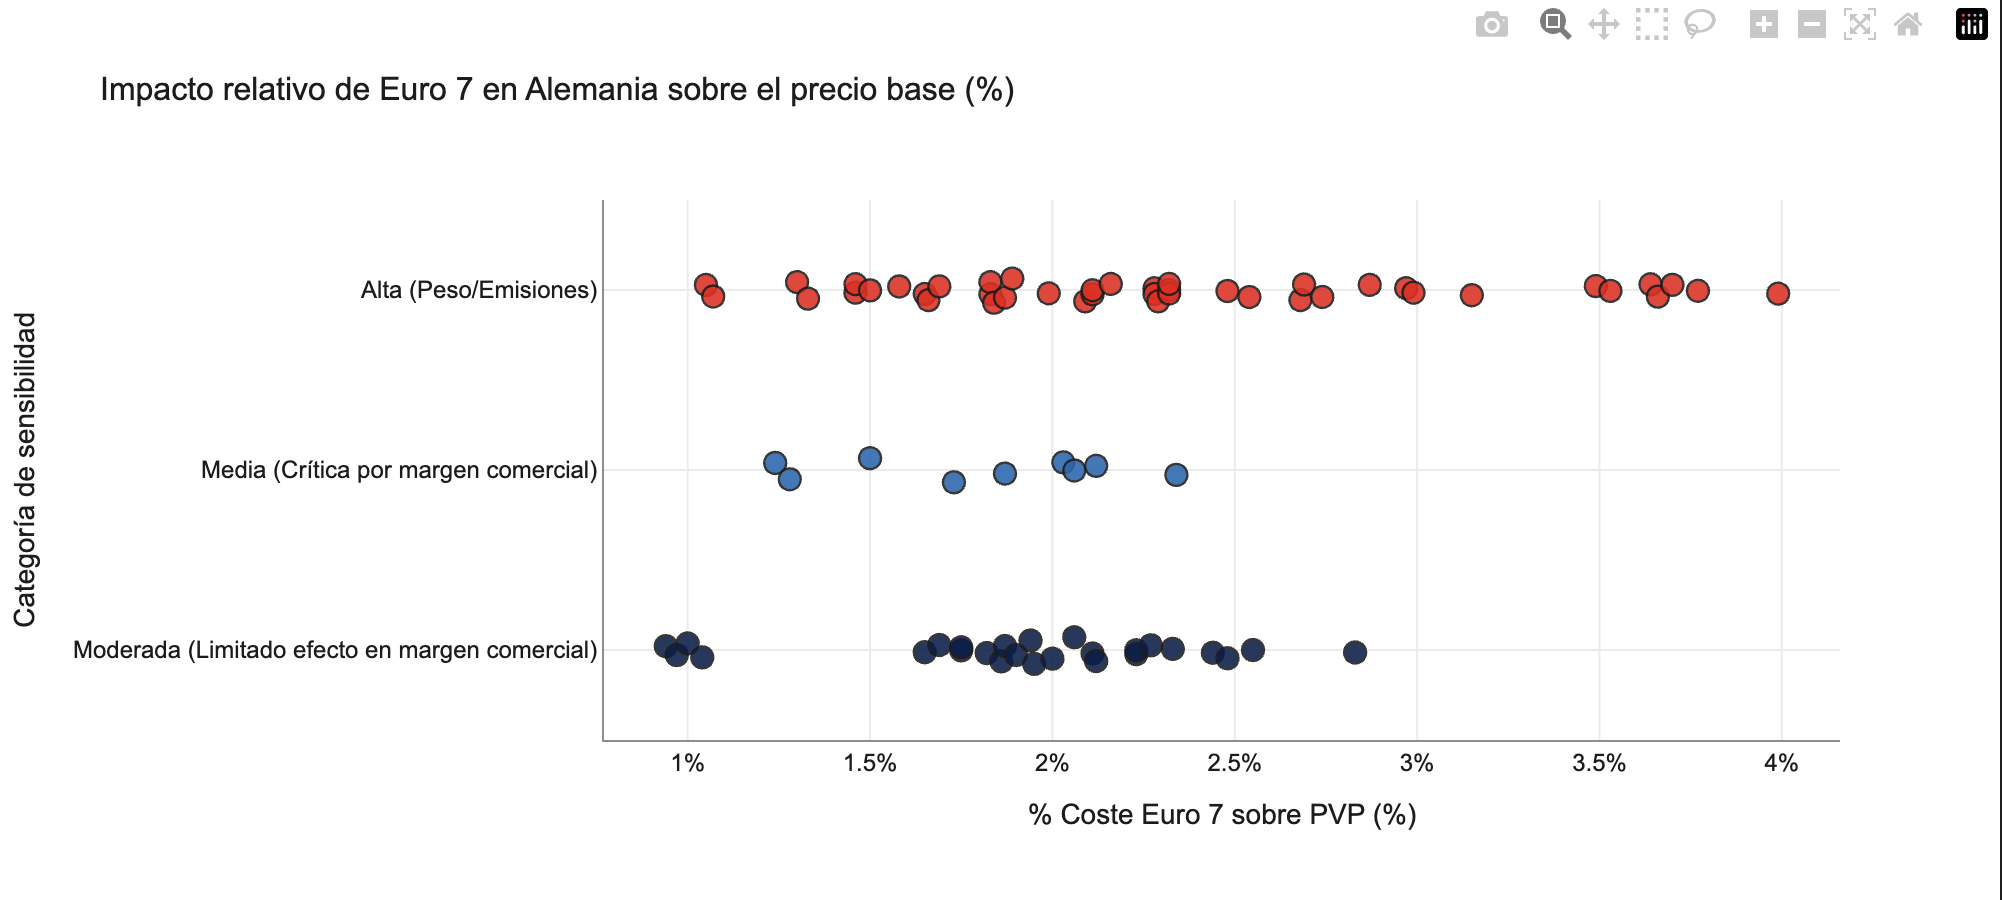 Impacto relativo de Euro 7 en Alemania sobre el precio base (%)
Categoría de sensibilidad
Alta (Peso/Emisiones)
Media (Crítica por margen comercial)
Moderada (Limitado efecto en margen comercial)
1% 1.5% 2% 2.5% 3% 3.5% 4%
% Coste Euro 7 sobre PVP (%)